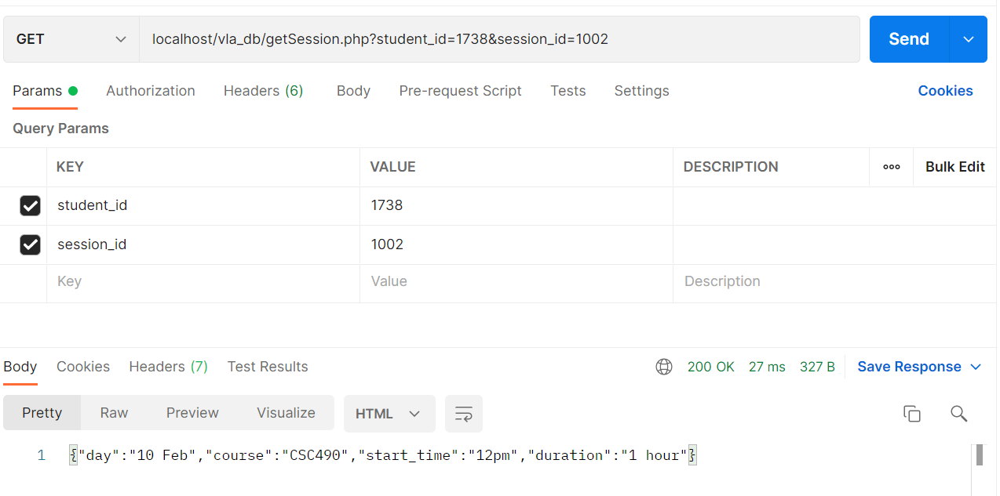 GET localhost/vla_db/getSession.php?student_id=1738&session_id=1002 Send
Params Authorization Headers (6) Body Pre-request Script Tests Settings Cookies
Query Params
KEY VALUE DESCRIPTION ooo Bulk Edit
student_id 1738
session_id 1002
Key Value Description
Body Cookies Headers (7) Test Results 200 OK 27 ms 327 B Save Response
Pretty Raw Preview Visualize HTML
1 {"day":"10 Feb","course":"CSC490","start_time":"12pm","duration":"1 hour"}